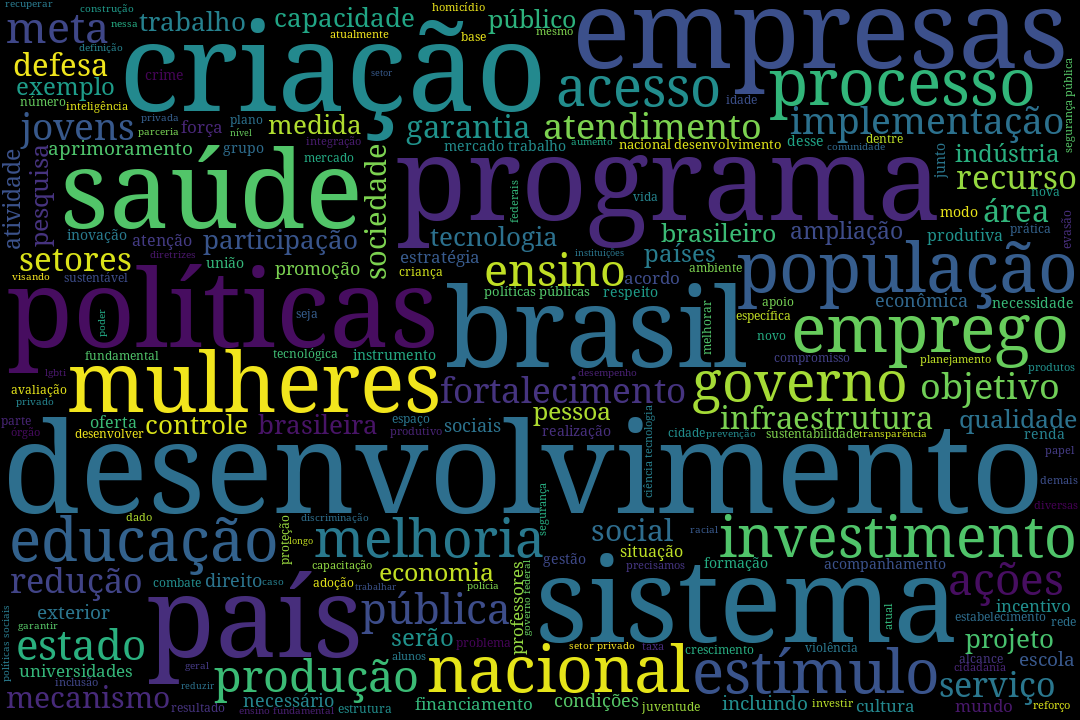 recuperar
construção
nessa
trabalho
capacidade
homicídio
atualmente
base
público
mesmo
empresas
meta
definição
criação
defesa
exemplo
crime
setor
acesso
idade
processo
segurança pública
número
inteligência
privada
parceria
força
plano
nível
medida
garantia
atendimento
implementação
dentre
jovens
aprimoramento
grupo
mercado
integração
mercado trabalho
aumento
nacional desenvolvimento
desse
comunidade
junto
indústria
atividade
pesquisa
saúde
sociedade
programa
federais
vida
recurso
nova
modo
área
prática
evasão
inovação
atenção
diretrizes
participação
tecnologia
brasileiro
ampliação
produtiva
setores
visando
sustentável
união
promoção
estratégia
criança
ensino
instituições
acordo
países
ambiente
população
políticas
poder
seja
políticas públicas
respeito
brasil
melhorar
apoio
específica
econômica
necessidade
novo
emprego
fundamental
tecnológica
instrumento
compromisso
planejamento
produtos
lgbti
avaliação
privado
mulheres
desempenho
fortalecimento
governo
objetivo
parte
órgão
oferta
desenvolver
controle
brasileira
espaço
produtivo
sociais
pessoa
realização
ciência tecnologia
infraestrutura
cidade
prevenção
sustentabilidade
transparência
qualidade
renda
papel
desenvolvimento
demais
diversas
dado
discriminação
segurança
educação
proteção
longo
melhoria
social
racial
investimento
gestão
situação
precisamos
formação
acompanhamento
redução
combate
direito
caso
capacitação
adoção
trabalhar
economia
polícia
professores
governo federal
sistema
atual
ações
estabelecimento
incentivo
rede
políticas sociais
exterior
garantir
país
pública
serão
problema
alunos
setor privado
taxa
crescimento
violência
projeto
estado
universidades
inclusão
geral
reduzir
produção
nacional
estímulo
alcance
cidadania
escola
serviço
mecanismo
resultado
necessário
ensino fundamental
estrutura
financiamento
condições
juventude
incluindo
investir
cultura
mundo
reforço